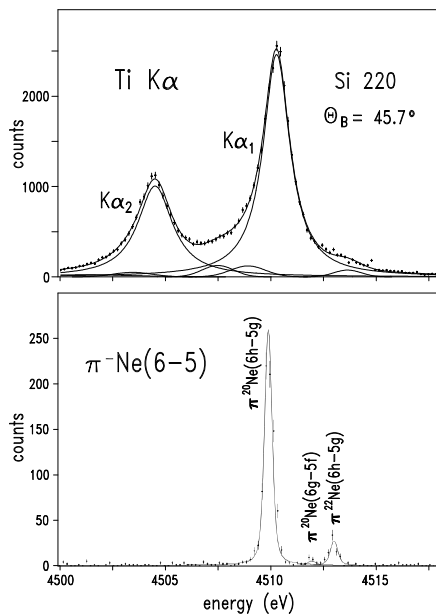 Ti Kα
Si 220
Θ_B = 45.7°
Kα₁
Kα₂
counts
2000
1000
0
π⁻Ne(6−5)
π ²⁰Ne(6h−5g)
π ²⁰Ne(6g−5f)
π ²²Ne(6h−5g)
counts
250
200
150
100
50
0
4500
4505
4510
4515
energy (eV)